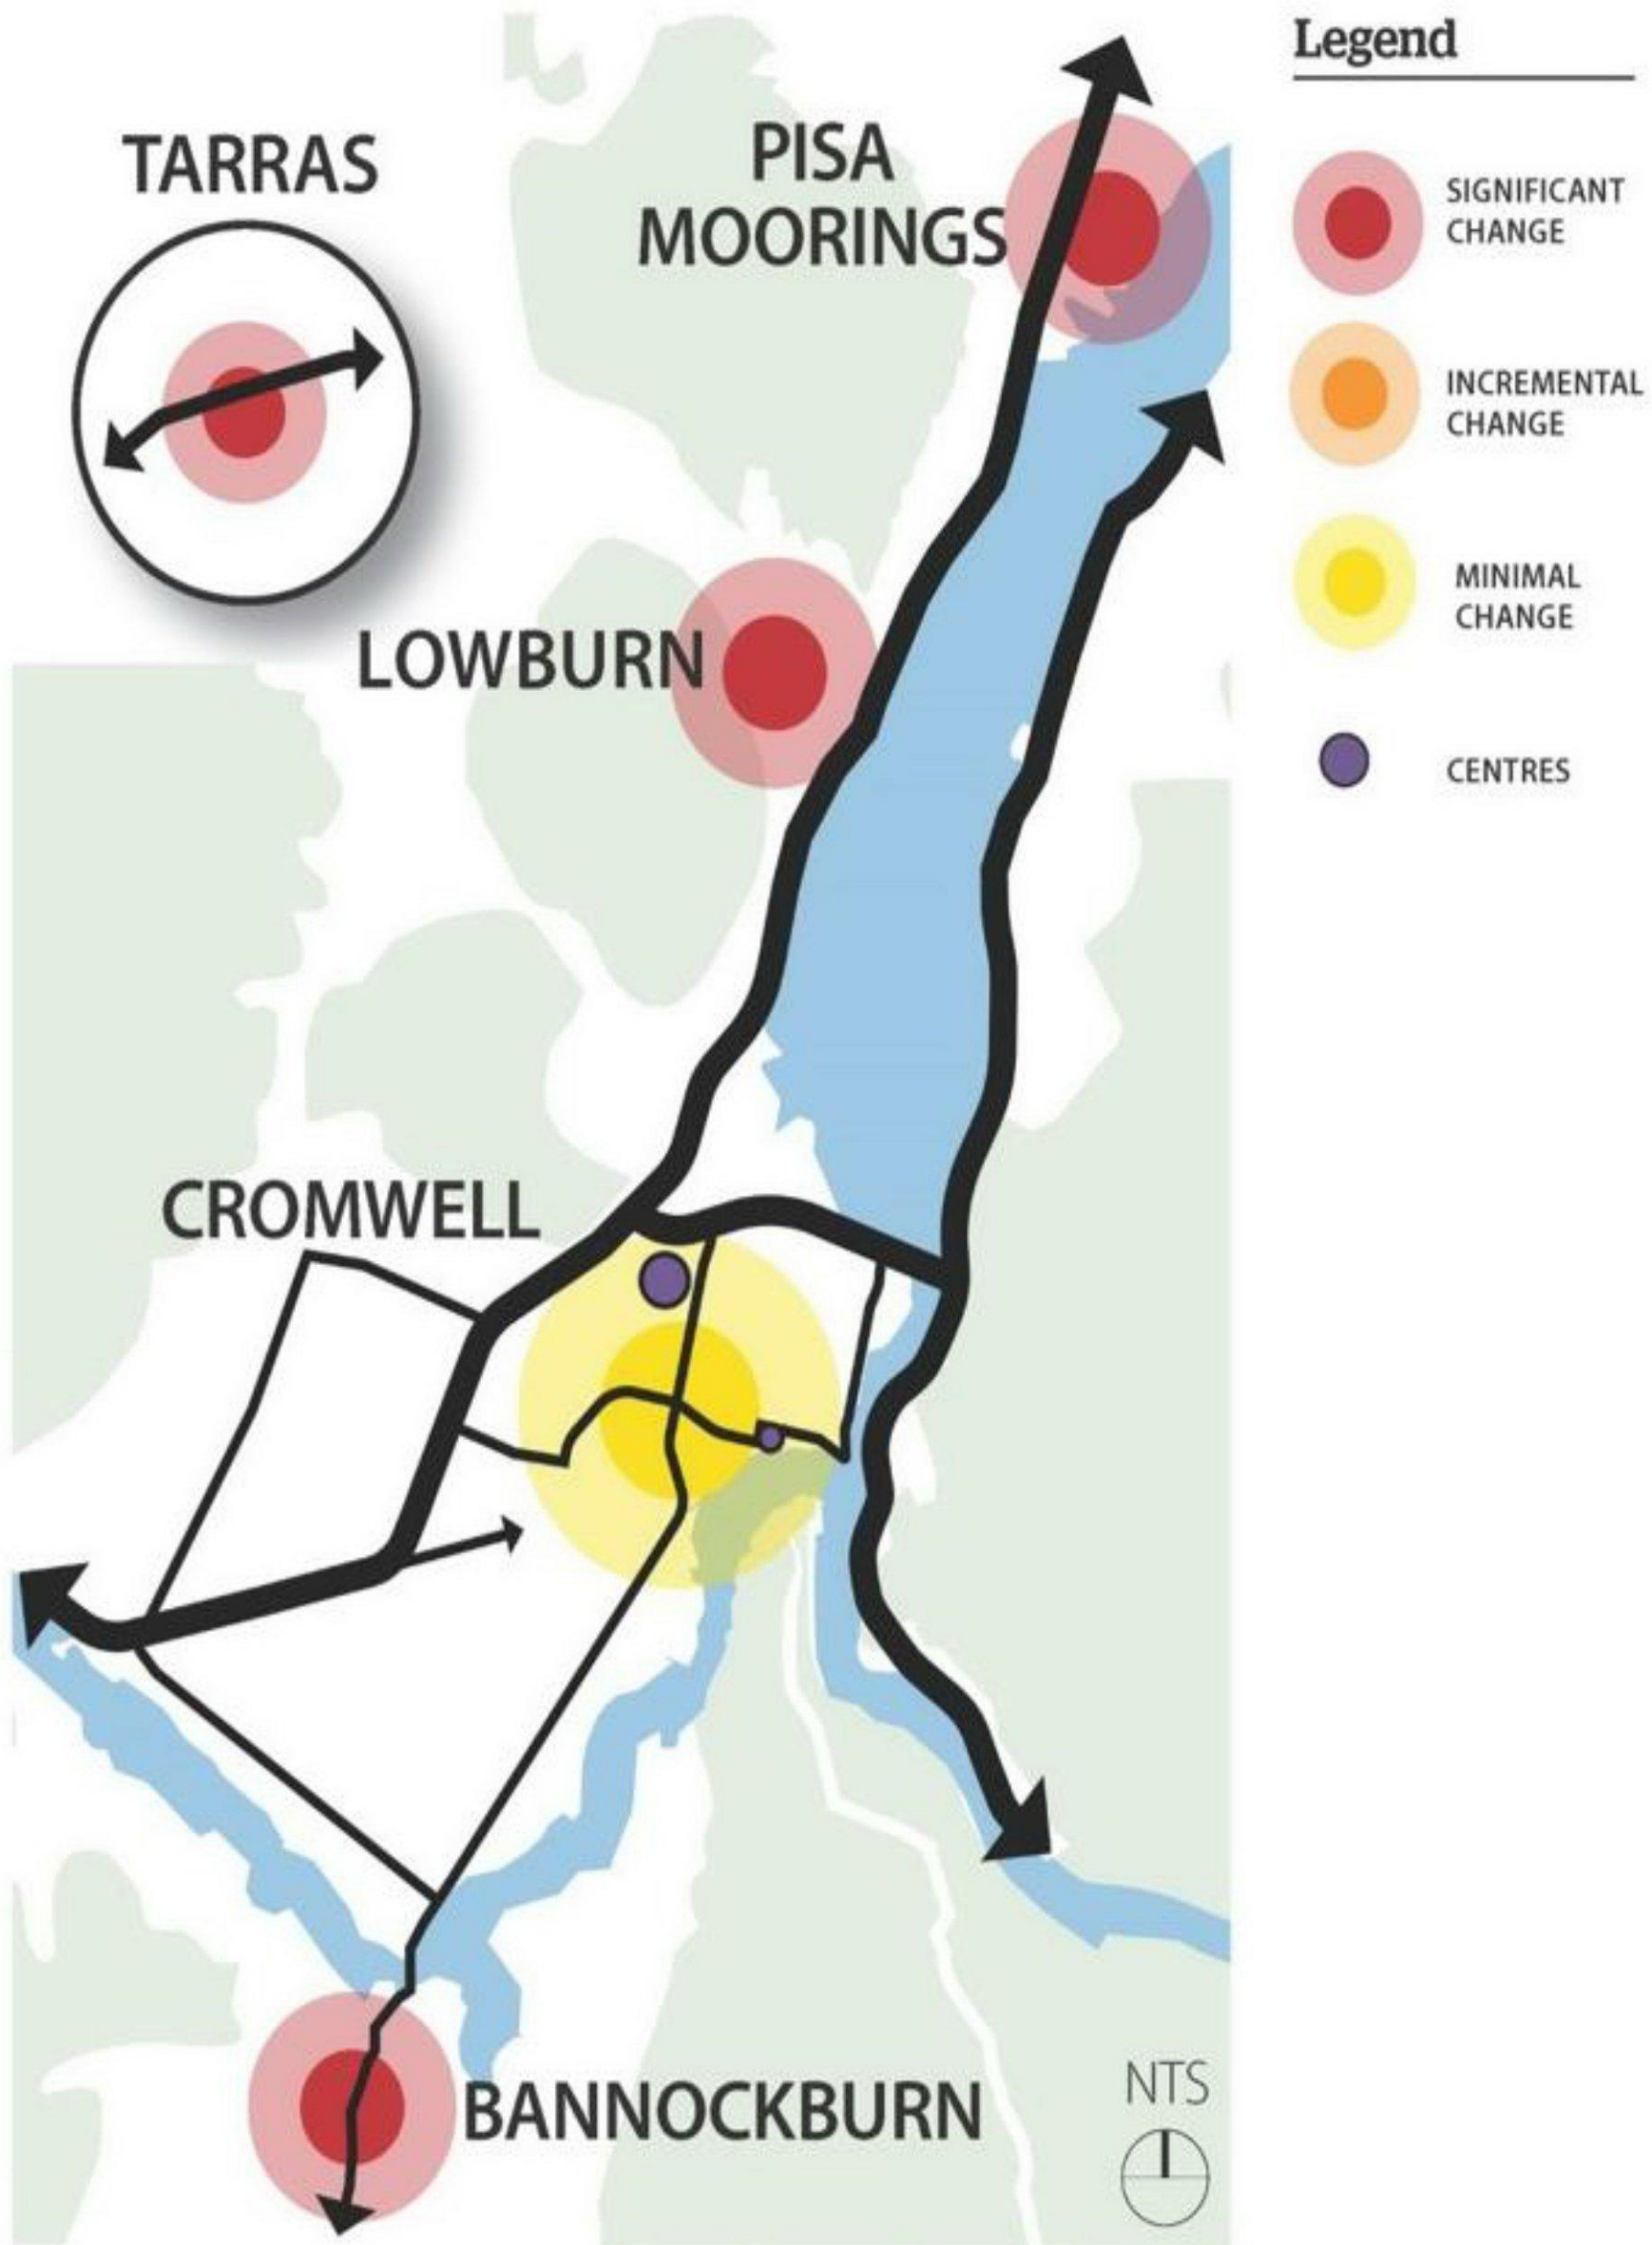 Legend
TARRAS
PISA
MOORINGS
SIGNIFICANT
CHANGE
INCREMENTAL
CHANGE
MINIMAL
CHANGE
LOWBURN
CENTRES
CROMWELL
NTS
BANNOCKBURN